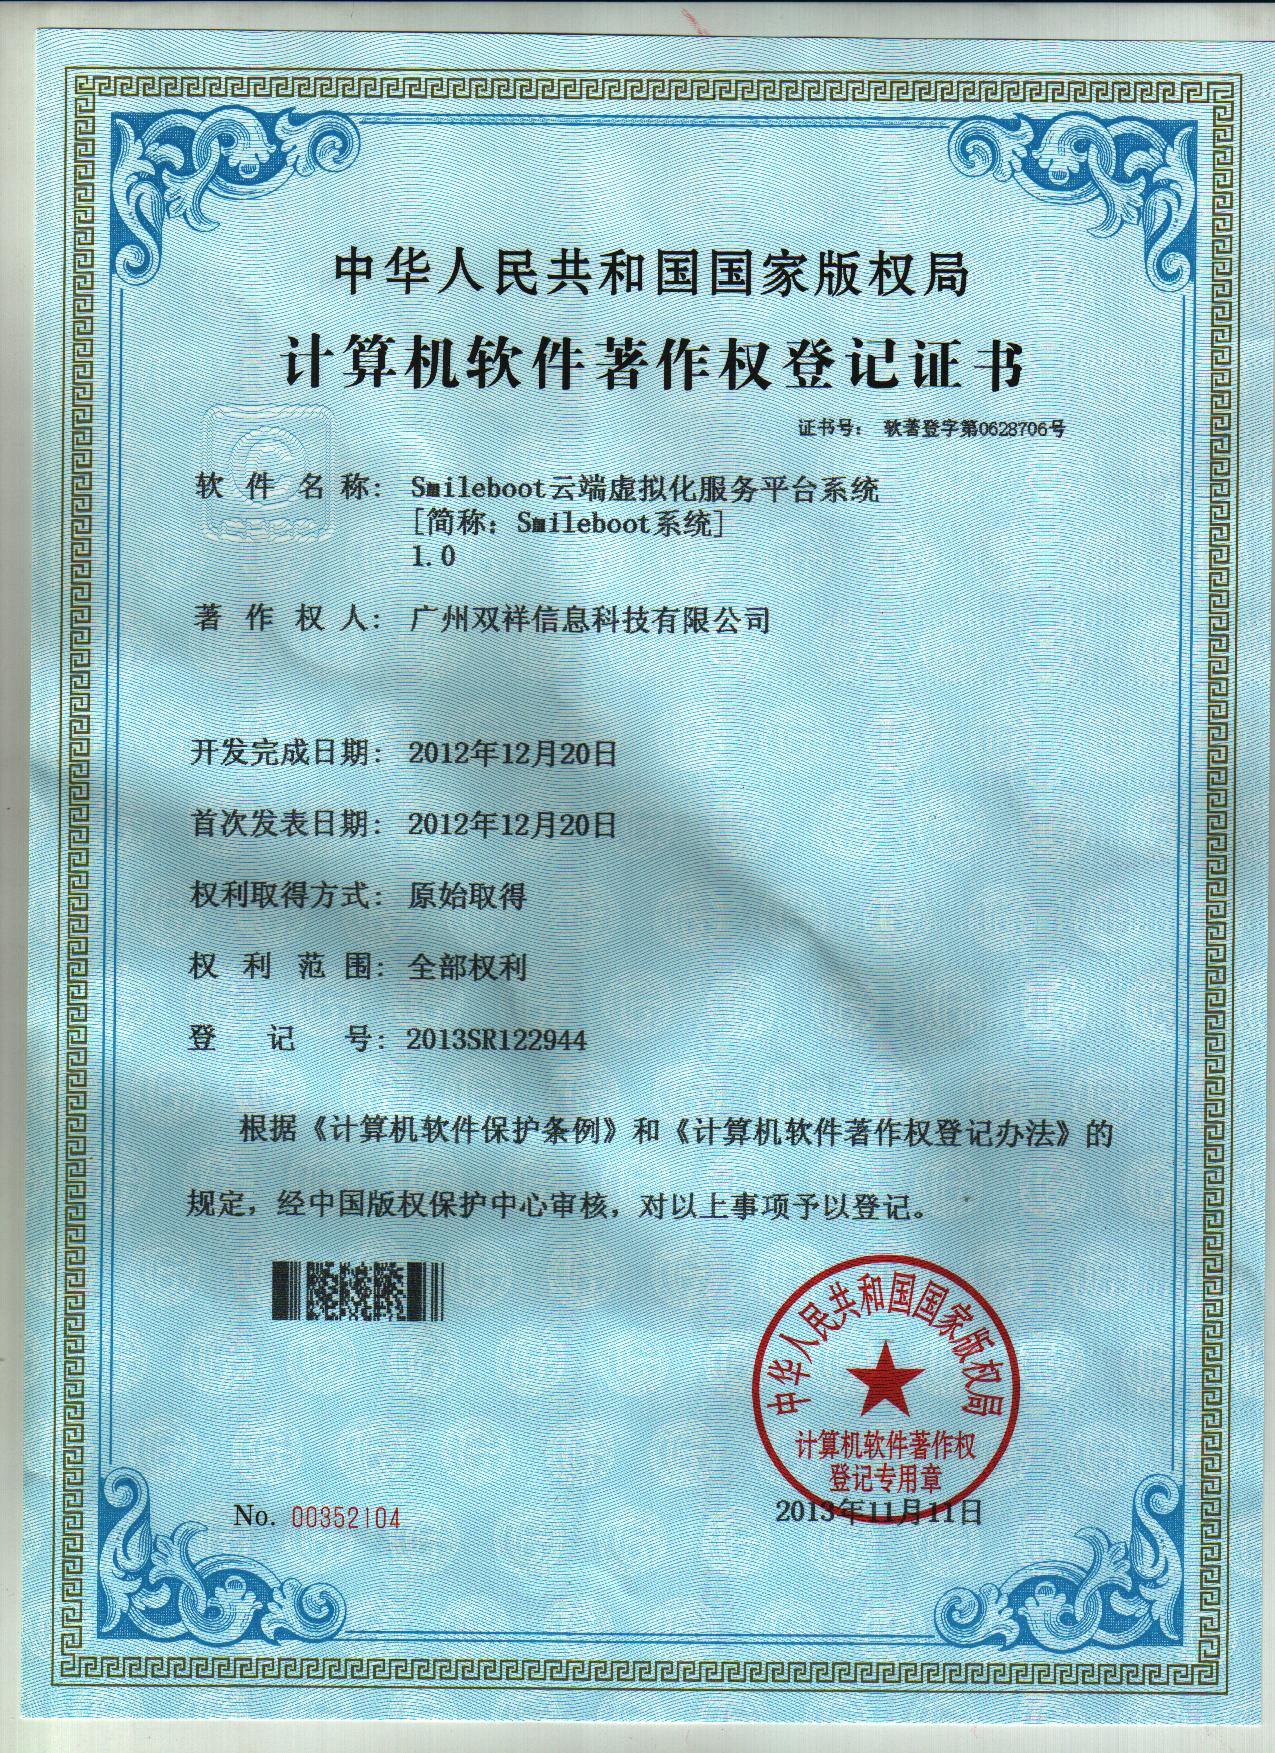 中华人民共和国国家版权局
计算机软件著作权登记证书
证书号： 软著登字第0628706号
软件名称： Smileboot云端虚拟化服务平台系统
[简称：Smileboot系统]
1.0
著作权人： 广州双祥信息科技有限公司
开发完成日期： 2012年12月20日
首次发表日期： 2012年12月20日
权利取得方式： 原始取得
权利范围： 全部权利
登记号： 2013SR122944
根据《计算机软件保护条例》和《计算机软件著作权登记办法》的
规定，经中国版权保护中心审核，对以上事项予以登记。
中华人民共和国国家版权局
计算机软件著作权
登记专用章
No. 00352104
2013年11月11日